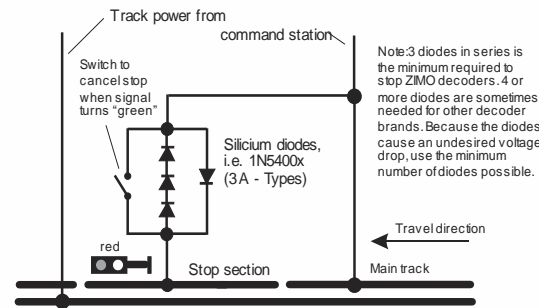 Track power from
command station
Switch to
cancel stop
when signal
turns "green"
Note:3 diodes in series is
the minimum required to
stop ZIMO decoders. 4 or
more diodes are sometimes
needed for other decoder
brands. Because the diodes
cause an undesired voltage
drop, use the minimum
number of diodes possible.
Silicium diodes,
i.e. 1N5400x
(3A - Types)
Travel direction
red
Stop section
Main track